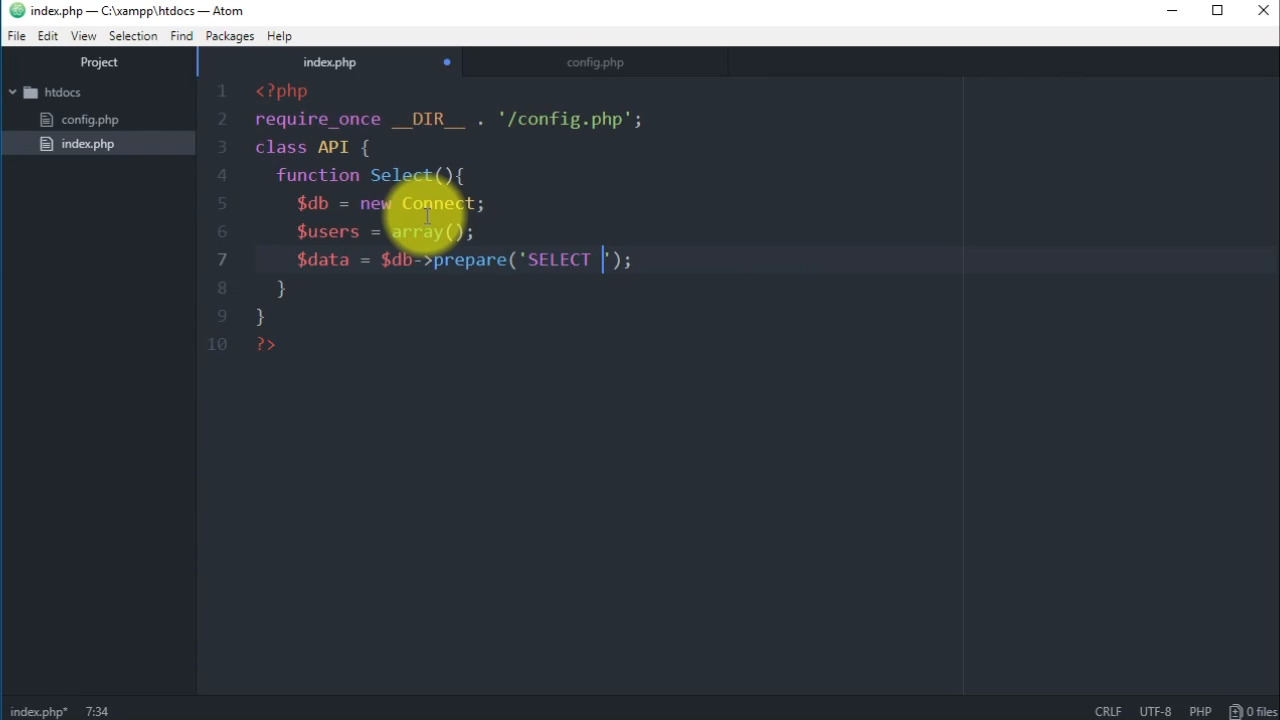 index.php — C:\xampp\htdocs — Atom
File Edit View Selection Find Packages Help
Project
index.php
config.php
htdocs
config.php
index.php
1 <?php
2 require_once __DIR__ . '/config.php';
3 class API {
4 function Select(){
5 $db = new Connect;
6 $users = array();
7 $data = $db->prepare('SELECT ');
8 }
9 }
10 ?>
index.php* 7:34 CRLF UTF-8 PHP 0 files